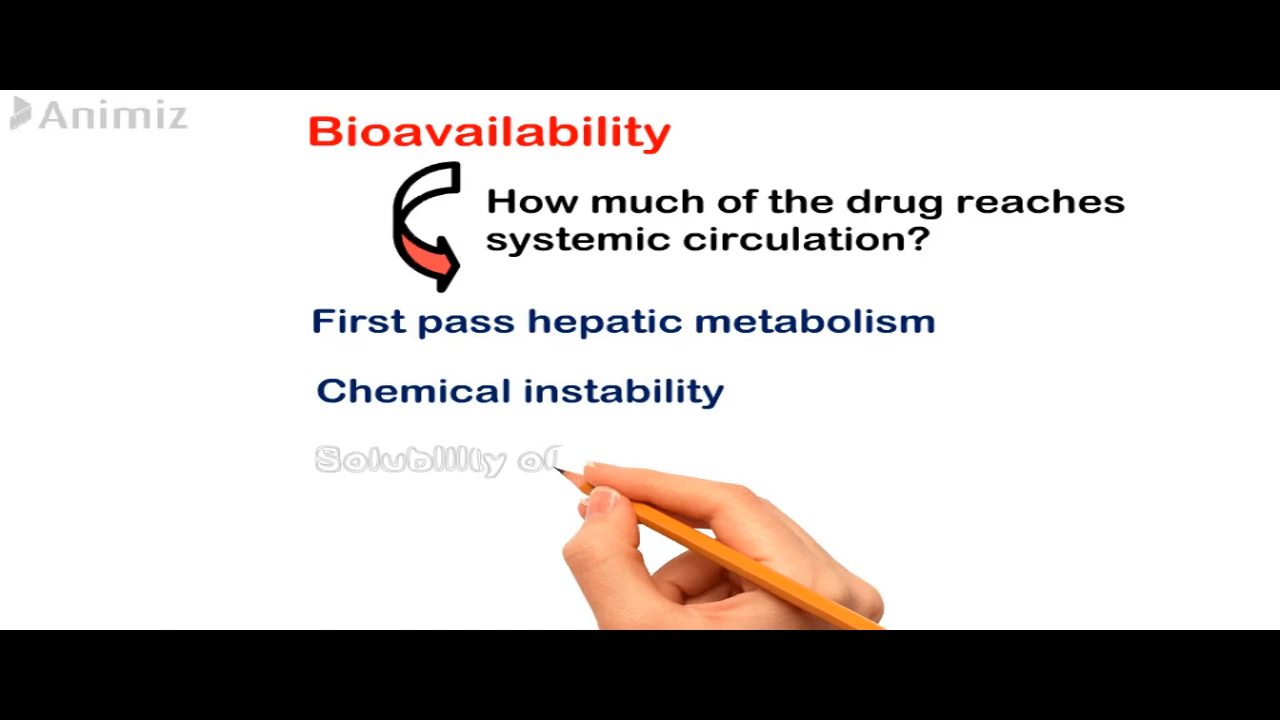 Animiz
Bioavailability
How much of the drug reaches
systemic circulation?
First pass hepatic metabolism
Chemical instability
Solubility of